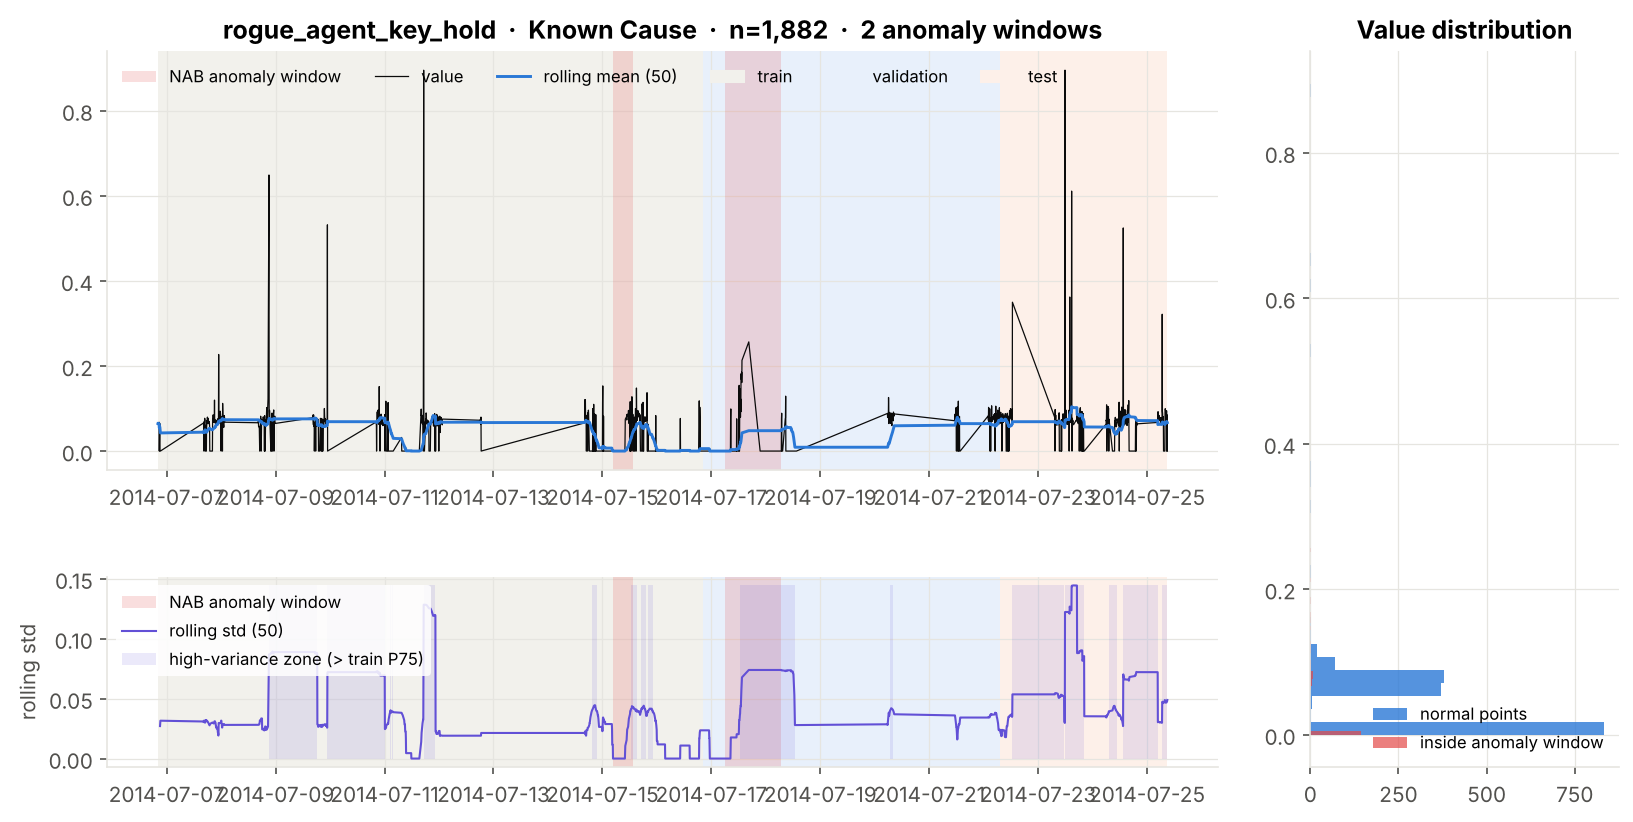 rogue_agent_key_hold · Known Cause · n=1,882 · 2 anomaly windows
NAB anomaly window
value
rolling mean (50)
train
validation
test
0.8
0.6
0.4
0.2
0.0
2014-07-07
2014-07-09
2014-07-11
2014-07-13
2014-07-15
2014-07-17
2014-07-19
2014-07-21
2014-07-23
2014-07-25
rolling std
0.15
0.10
0.05
0.00
NAB anomaly window
rolling std (50)
high-variance zone (> train P75)
2014-07-07
2014-07-09
2014-07-11
2014-07-13
2014-07-15
2014-07-17
2014-07-19
2014-07-21
2014-07-23
2014-07-25
Value distribution
0.8
0.6
0.4
0.2
0.0
normal points
inside anomaly window
0
250
500
750